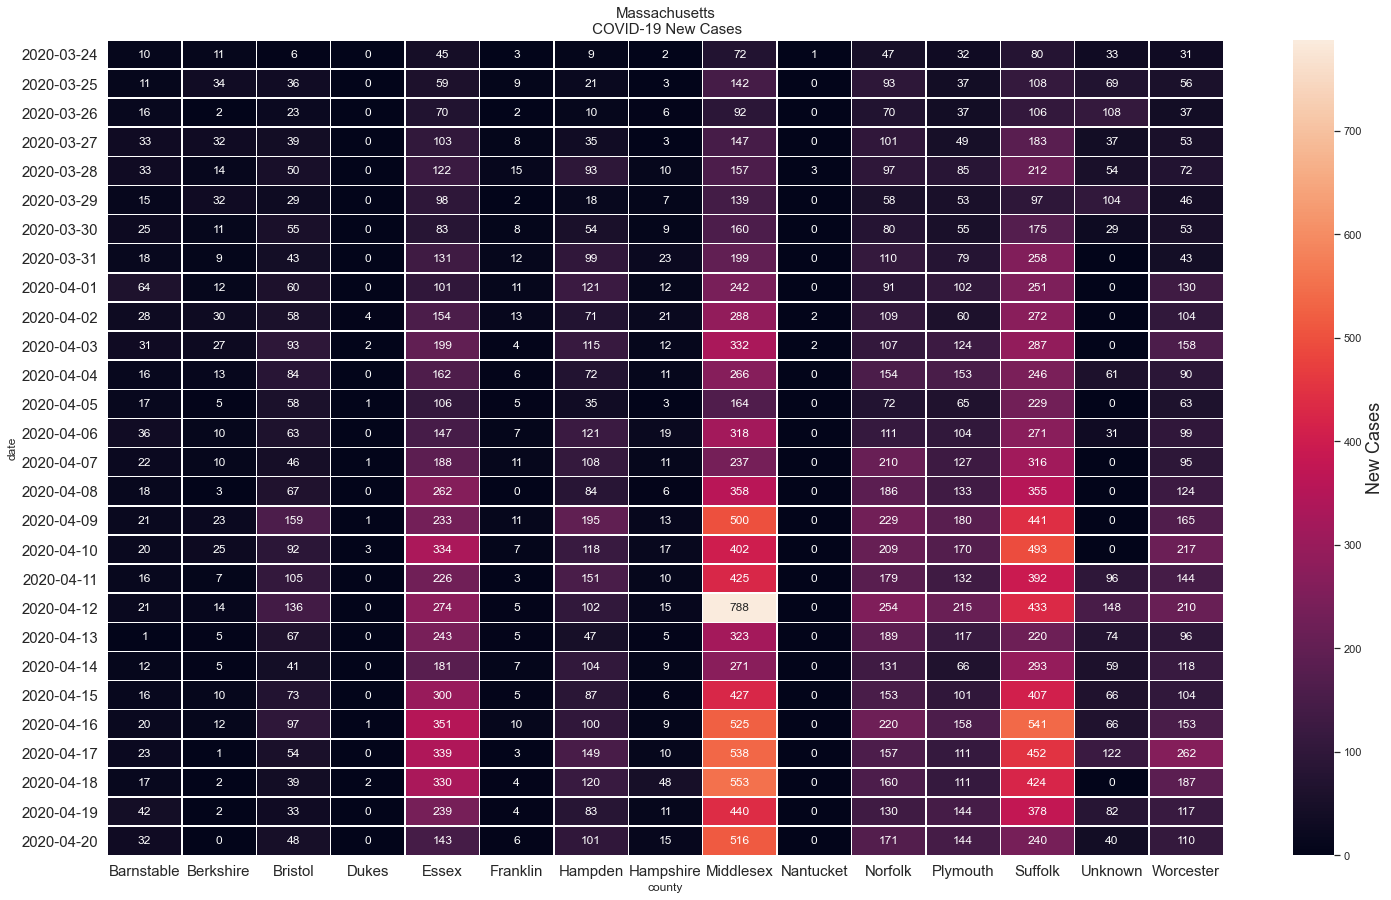 Massachusetts
COVID-19 New Cases
2020-03-24 10 11 6 0 45 3 9 2 72 1 47 32 80 33 31
2020-03-25 11 34 36 0 59 9 21 3 142 0 93 37 108 69 56
2020-03-26 16 2 23 0 70 2 10 6 92 0 70 37 106 108 37
2020-03-27 33 32 39 0 103 8 35 3 147 0 101 49 183 37 53
2020-03-28 33 14 50 0 122 15 93 10 157 3 97 85 212 54 72
2020-03-29 15 32 29 0 98 2 18 7 139 0 58 53 97 104 46
2020-03-30 25 11 55 0 83 8 54 9 160 0 80 55 175 29 53
2020-03-31 18 9 43 0 131 12 99 23 199 0 110 79 258 0 43
2020-04-01 64 12 60 0 101 11 121 12 242 0 91 102 251 0 130
2020-04-02 28 30 58 4 154 13 71 21 288 2 109 60 272 0 104
2020-04-03 31 27 93 2 199 4 115 12 332 2 107 124 287 0 158
2020-04-04 16 13 84 0 162 6 72 11 266 0 154 153 246 61 90
2020-04-05 17 5 58 1 106 5 35 3 164 0 72 65 229 0 63
2020-04-06 36 10 63 0 147 7 121 19 318 0 111 104 271 31 99
2020-04-07 22 10 46 1 188 11 108 11 237 0 210 127 316 0 95
2020-04-08 18 3 67 0 262 0 84 6 358 0 186 133 355 0 124
2020-04-09 21 23 159 1 233 11 195 13 500 0 229 180 441 0 165
2020-04-10 20 25 92 3 334 7 118 17 402 0 209 170 493 0 217
2020-04-11 16 7 105 0 226 3 151 10 425 0 179 132 392 96 144
2020-04-12 21 14 136 0 274 5 102 15 788 0 254 215 433 148 210
2020-04-13 1 5 67 0 243 5 47 5 323 0 189 117 220 74 96
2020-04-14 12 5 41 0 181 7 104 9 271 0 131 66 293 59 118
2020-04-15 16 10 73 0 300 5 87 6 427 0 153 101 407 66 104
2020-04-16 20 12 97 1 351 10 100 9 525 0 220 158 541 66 153
2020-04-17 23 1 54 0 339 3 149 10 538 0 157 111 452 122 262
2020-04-18 17 2 39 2 330 4 120 48 553 0 160 111 424 0 187
2020-04-19 42 2 33 0 239 4 83 11 440 0 130 144 378 82 117
2020-04-20 32 0 48 0 143 6 101 15 516 0 171 144 240 40 110
Barnstable Berkshire Bristol Dukes Essex Franklin Hampden Hampshire Middlesex Nantucket Norfolk Plymouth Suffolk Unknown Worcester
county
date
700
600
500
400
300
200
100
0
New Cases